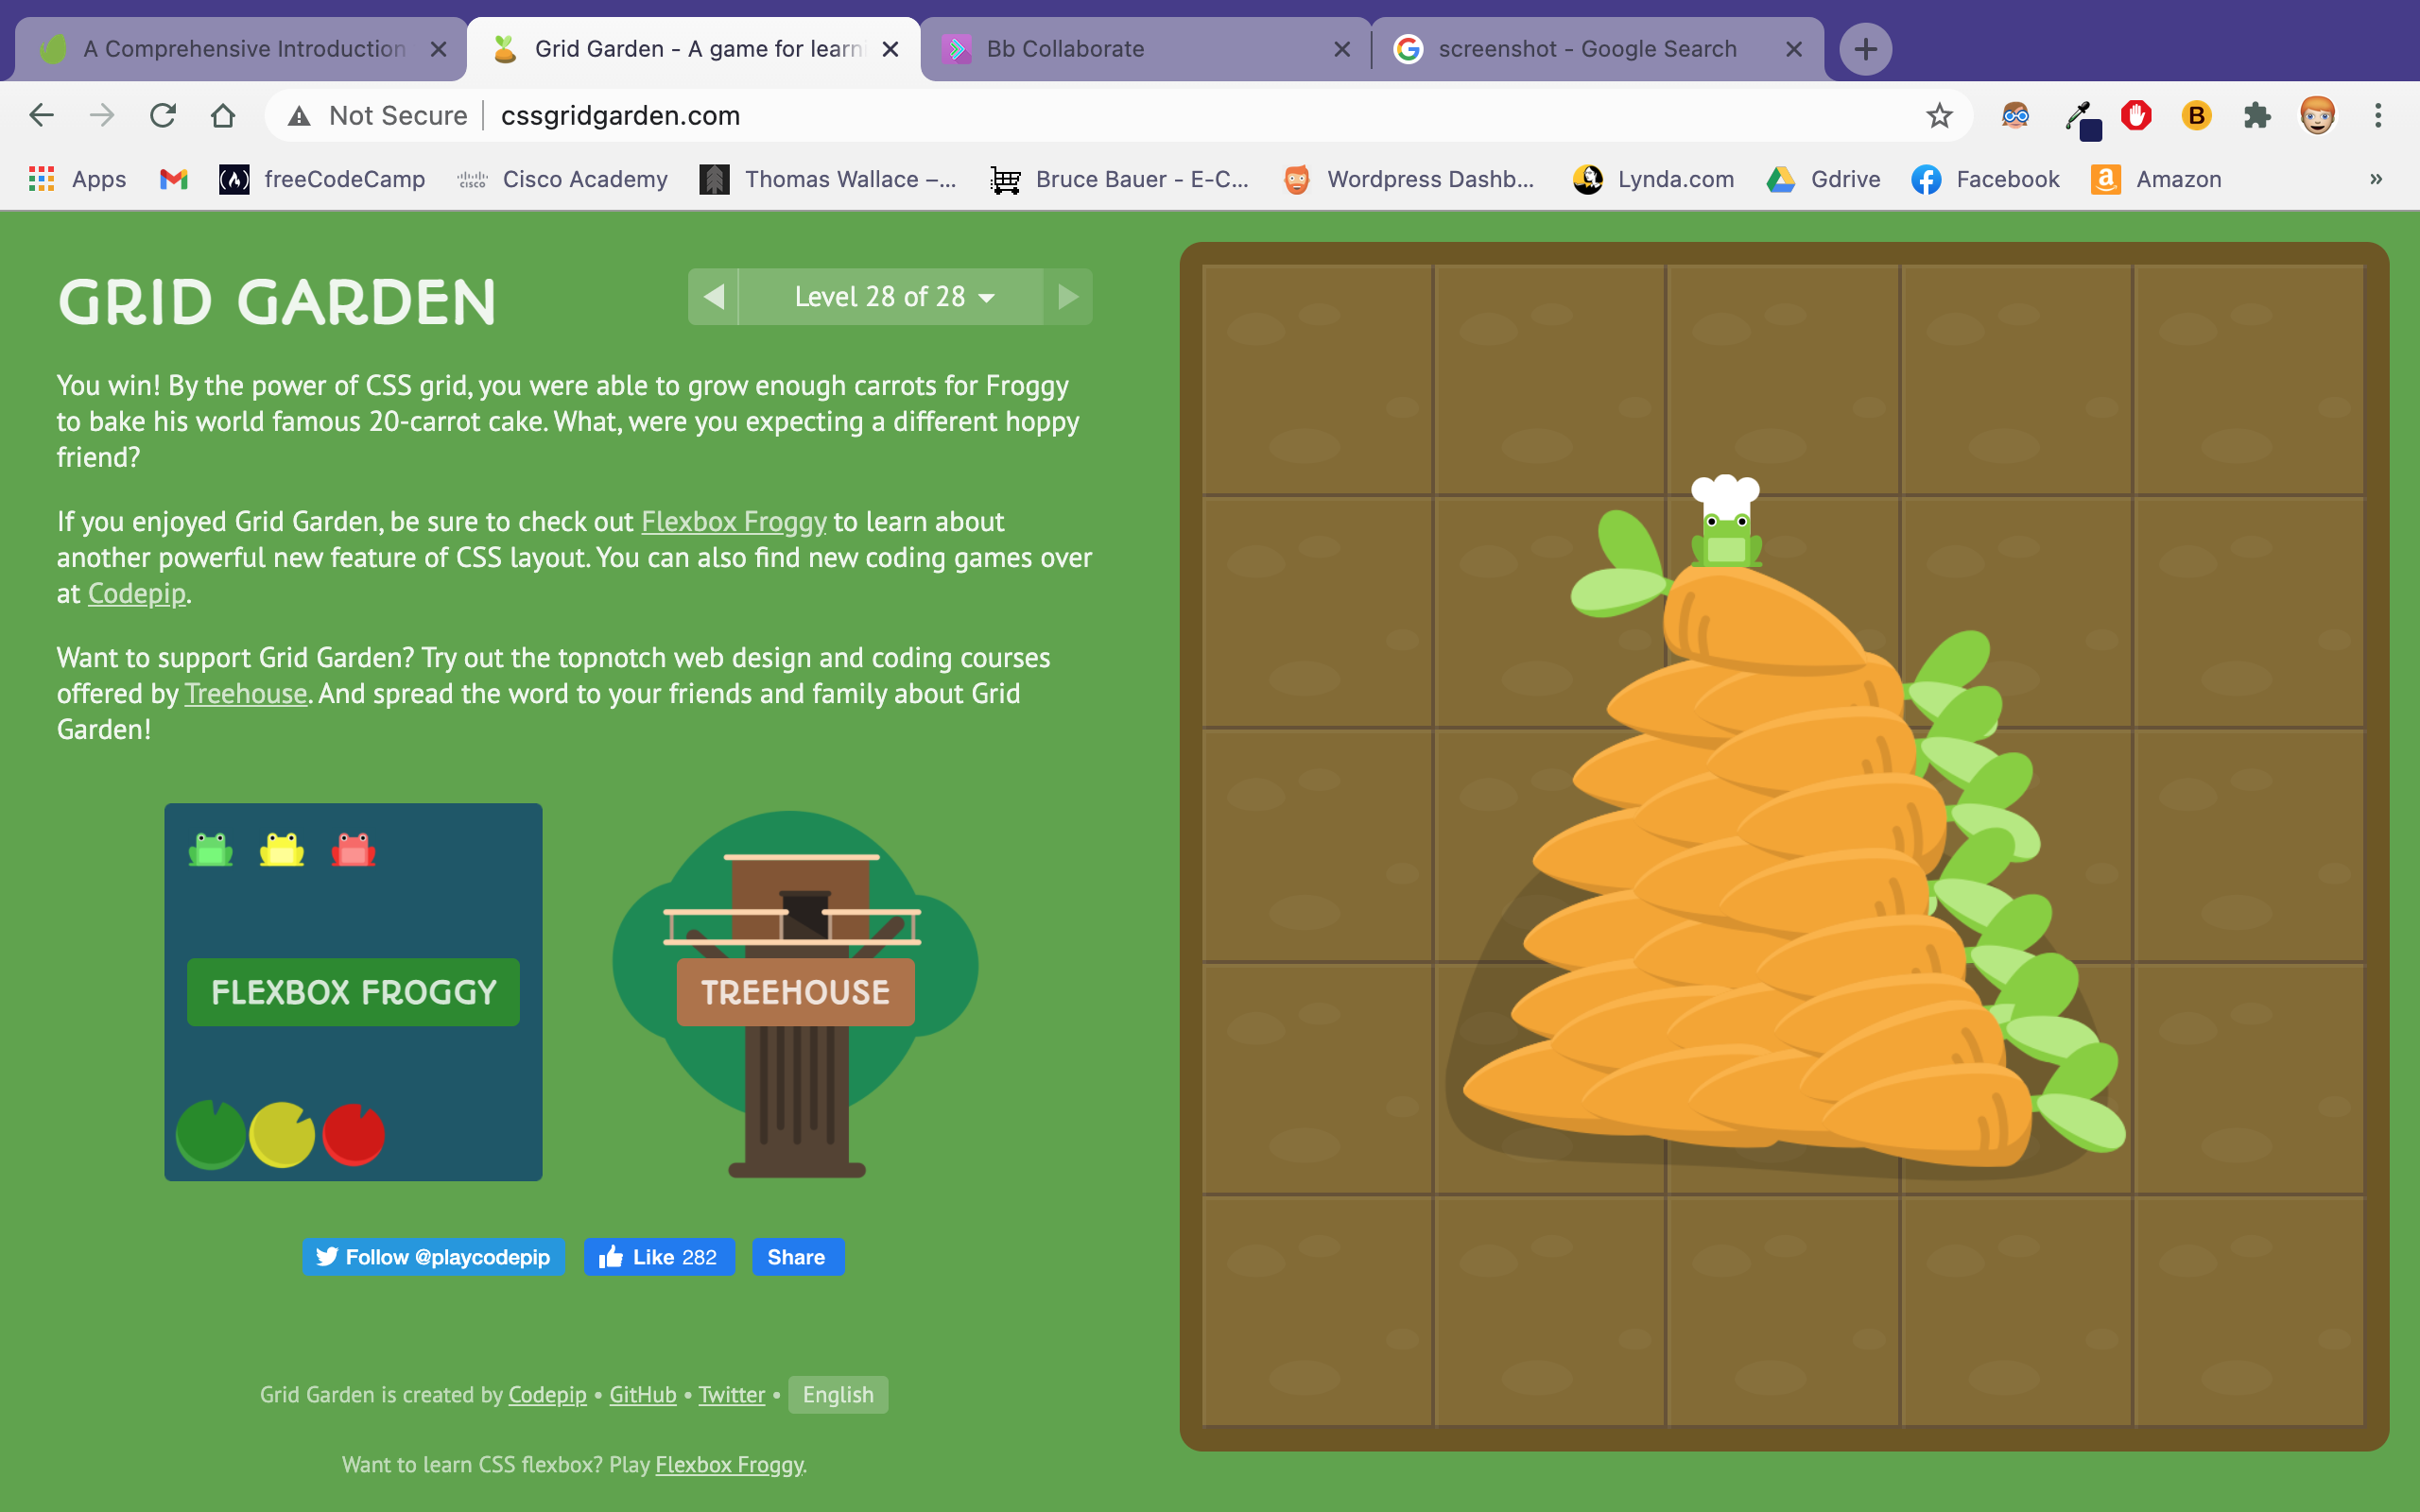 A Comprehensive Introduction
Grid Garden - A game for learni
Bb Collaborate
screenshot - Google Search
Not Secure
cssgridgarden.com
B
Apps
freeCodeCamp
CISCO
Cisco Academy
Thomas Wallace –...
Bruce Bauer - E-C...
Wordpress Dashb...
Lynda.com
Gdrive
Facebook
Amazon
»
GRID GARDEN
Level 28 of 28
You win! By the power of CSS grid, you were able to grow enough carrots for Froggy
to bake his world famous 20-carrot cake. What, were you expecting a different hoppy
friend?
If you enjoyed Grid Garden, be sure to check out Flexbox Froggy to learn about
another powerful new feature of CSS layout. You can also find new coding games over
at Codepip.
Want to support Grid Garden? Try out the topnotch web design and coding courses
offered by Treehouse. And spread the word to your friends and family about Grid
Garden!
FLEXBOX FROGGY
TREEHOUSE
Follow @playcodepip
Like 282
Share
Grid Garden is created by Codepip • GitHub • Twitter • English
Want to learn CSS flexbox? Play Flexbox Froggy.